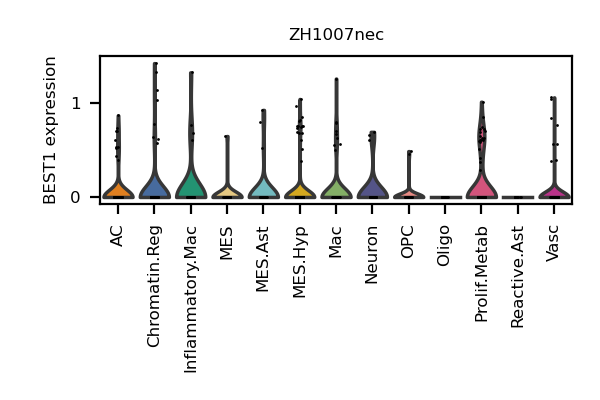 ZH1007nec
BEST1 expression
1
0
AC
Chromatin.Reg
Inflammatory.Mac
MES
MES.Ast
MES.Hyp
Mac
Neuron
OPC
Oligo
Prolif.Metab
Reactive.Ast
Vasc